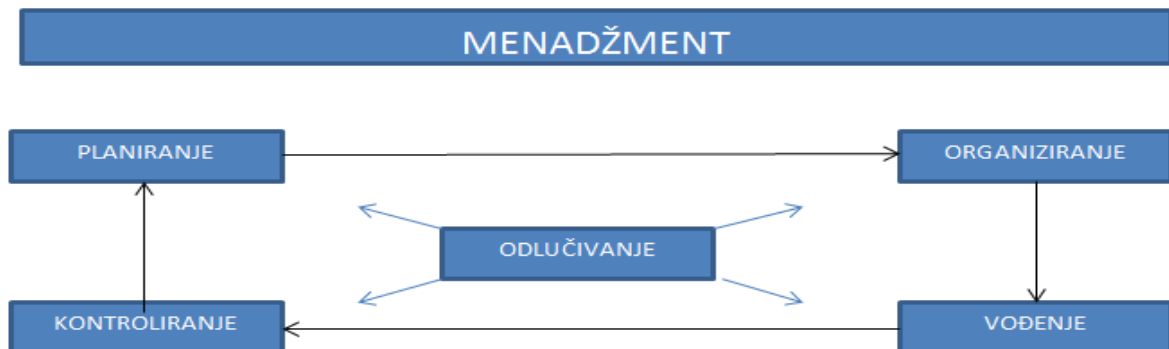 MENADŽMENT
PLANIRANJE
ORGANIZIRANJE
ODLUČIVANJE
KONTROLIRANJE
VOĐENJE